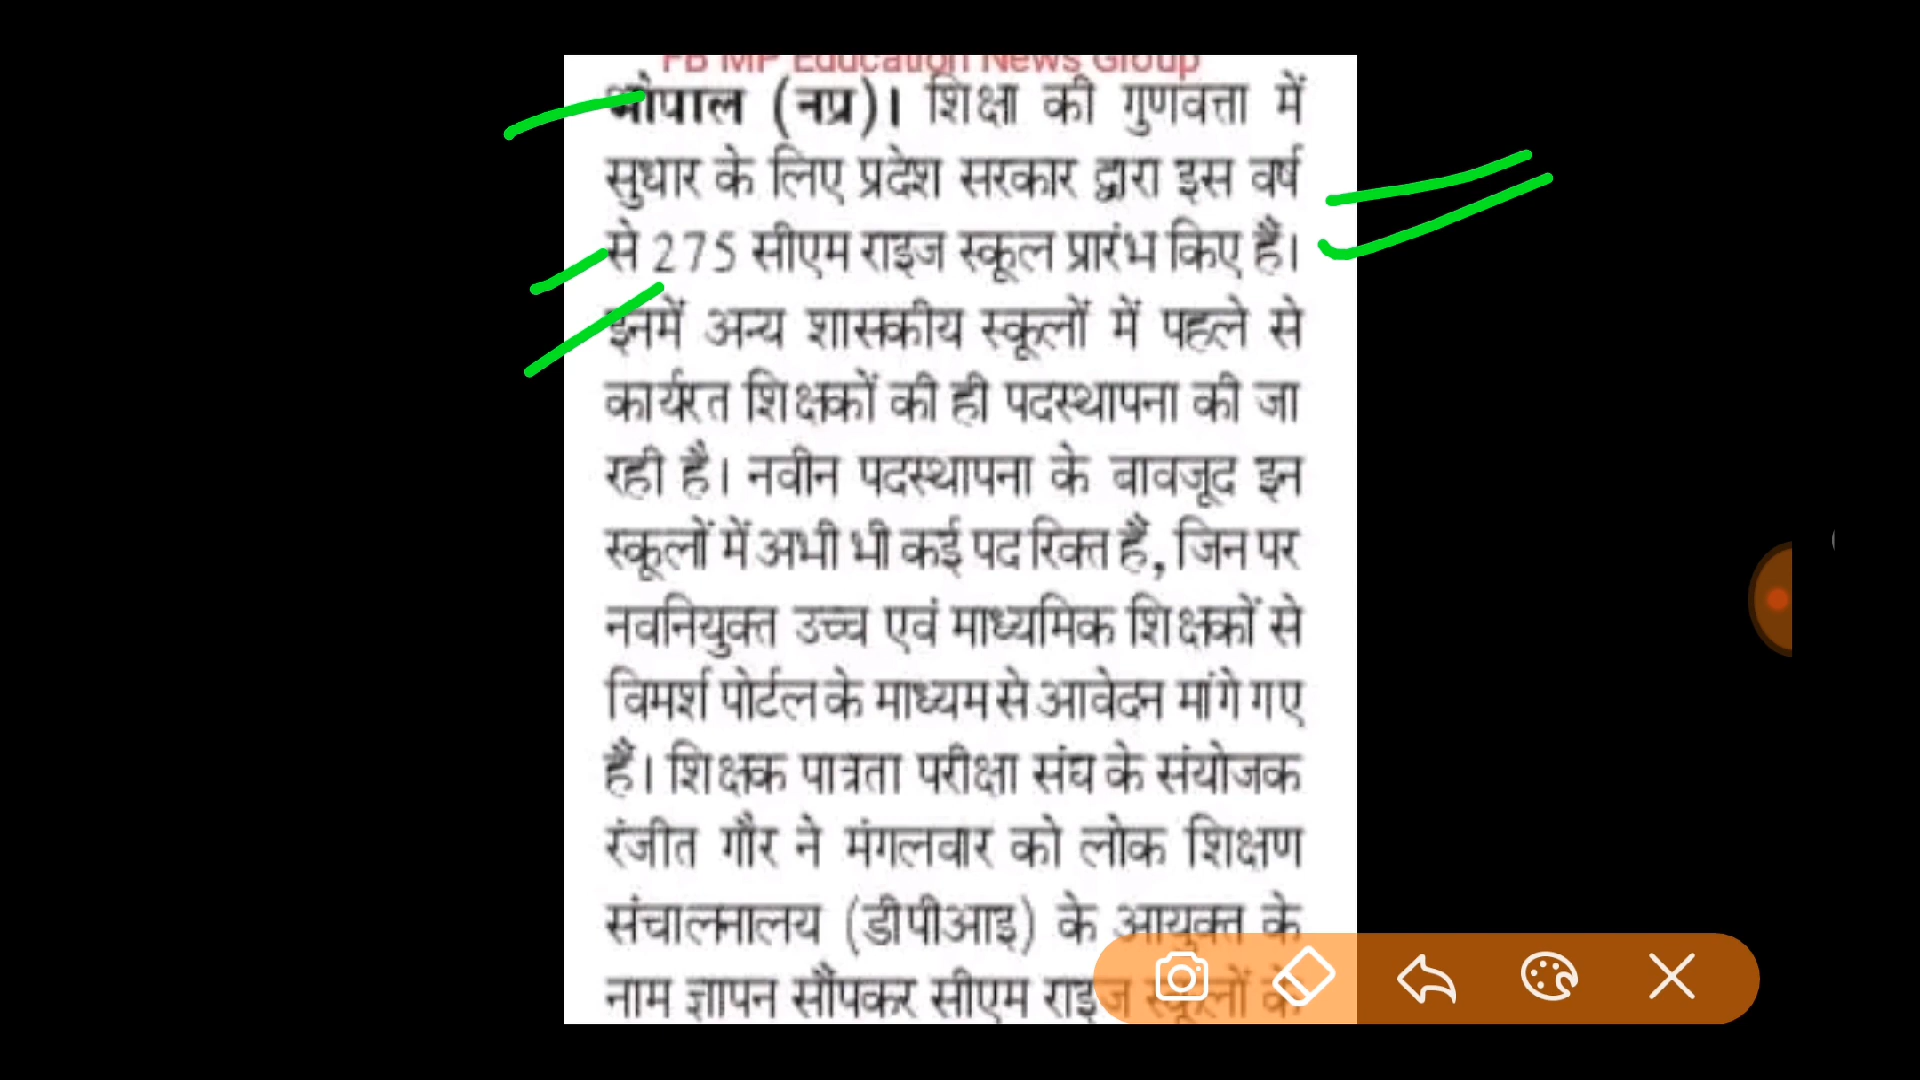 FB MP Education News Group
भोपाल (नप्र)। शिक्षा की गुणवत्ता में
सुधार के लिए प्रदेश सरकार द्वारा इस वर्ष
से 275 सीएम राइज स्कूल प्रारंभ किए हैं।
इनमें अन्य शासकीय स्कूलों में पहले से
कार्यरत शिक्षकों की ही पदस्थापना की जा
रही है। नवीन पदस्थापना के बावजूद इन
स्कूलों में अभी भी कई पद रिक्त हैं, जिन पर
नवनियुक्त उच्च एवं माध्यमिक शिक्षकों से
विमर्श पोर्टल के माध्यम से आवेदन मांगे गए
हैं। शिक्षक पात्रता परीक्षा संघ के संयोजक
रंजीत गौर ने मंगलवार को लोक शिक्षण
संचालनालय (डीपीआइ) के आयुक्त के
नाम ज्ञापन सौंपकर सीएम राइज स्कूलों के